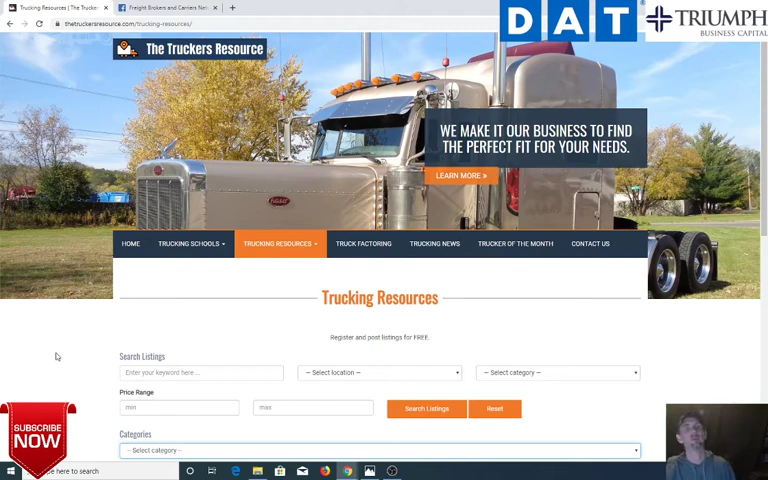 Trucking Resources | The Trucker
Freight Brokers and Carriers Net
thetruckersresource.com/trucking-resources/
DAT
TRIUMPH
BUSINESS CAPITAL
The Truckers Resource
WE MAKE IT OUR BUSINESS TO FIND
THE PERFECT FIT FOR YOUR NEEDS.
LEARN MORE »
HOME
TRUCKING SCHOOLS
TRUCKING RESOURCES
TRUCK FACTORING
TRUCKING NEWS
TRUCKER OF THE MONTH
CONTACT US
Trucking Resources
Register and post listings for FREE.
Search Listings
Enter your keyword here ...
-- Select location --
-- Select category --
Price Range
min
max
Search Listings
Reset
Categories
-- Select category --
SUBSCRIBE
NOW
here to search